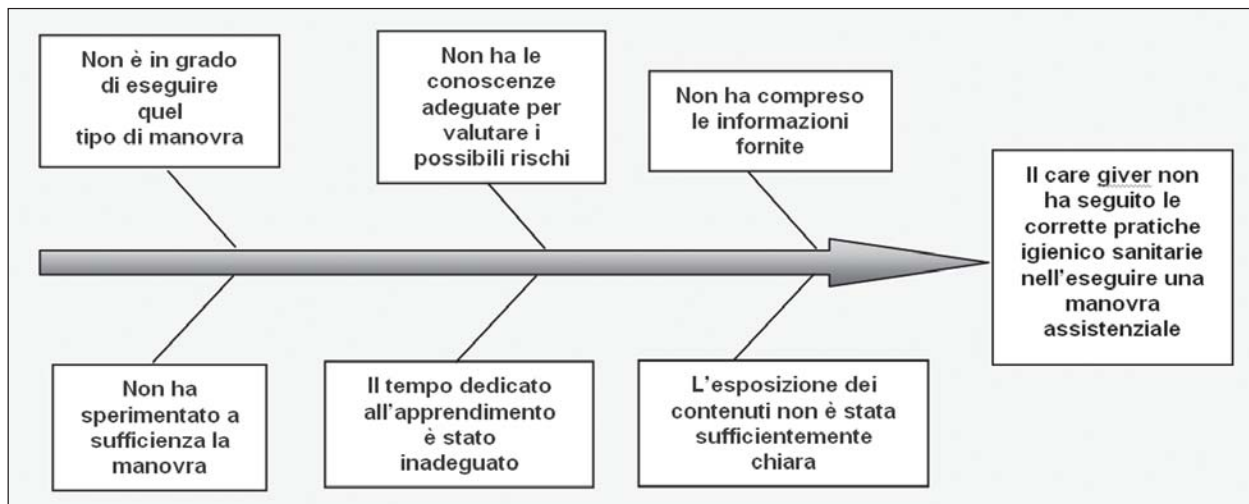 Non è in grado
di eseguire
quel
tipo di manovra
Non ha le
conoscenze
adeguate per
valutare i
possibili rischi
Non ha compreso
le informazioni
fornite
Il care giver non
ha seguito le
corrette pratiche
igienico sanitarie
nell'eseguire una
manovra
assistenziale
Non ha
sperimentato a
sufficienza la
manovra
Il tempo dedicato
all'apprendimento
è stato
inadeguato
L'esposizione dei
contenuti non è stata
sufficientemente
chiara